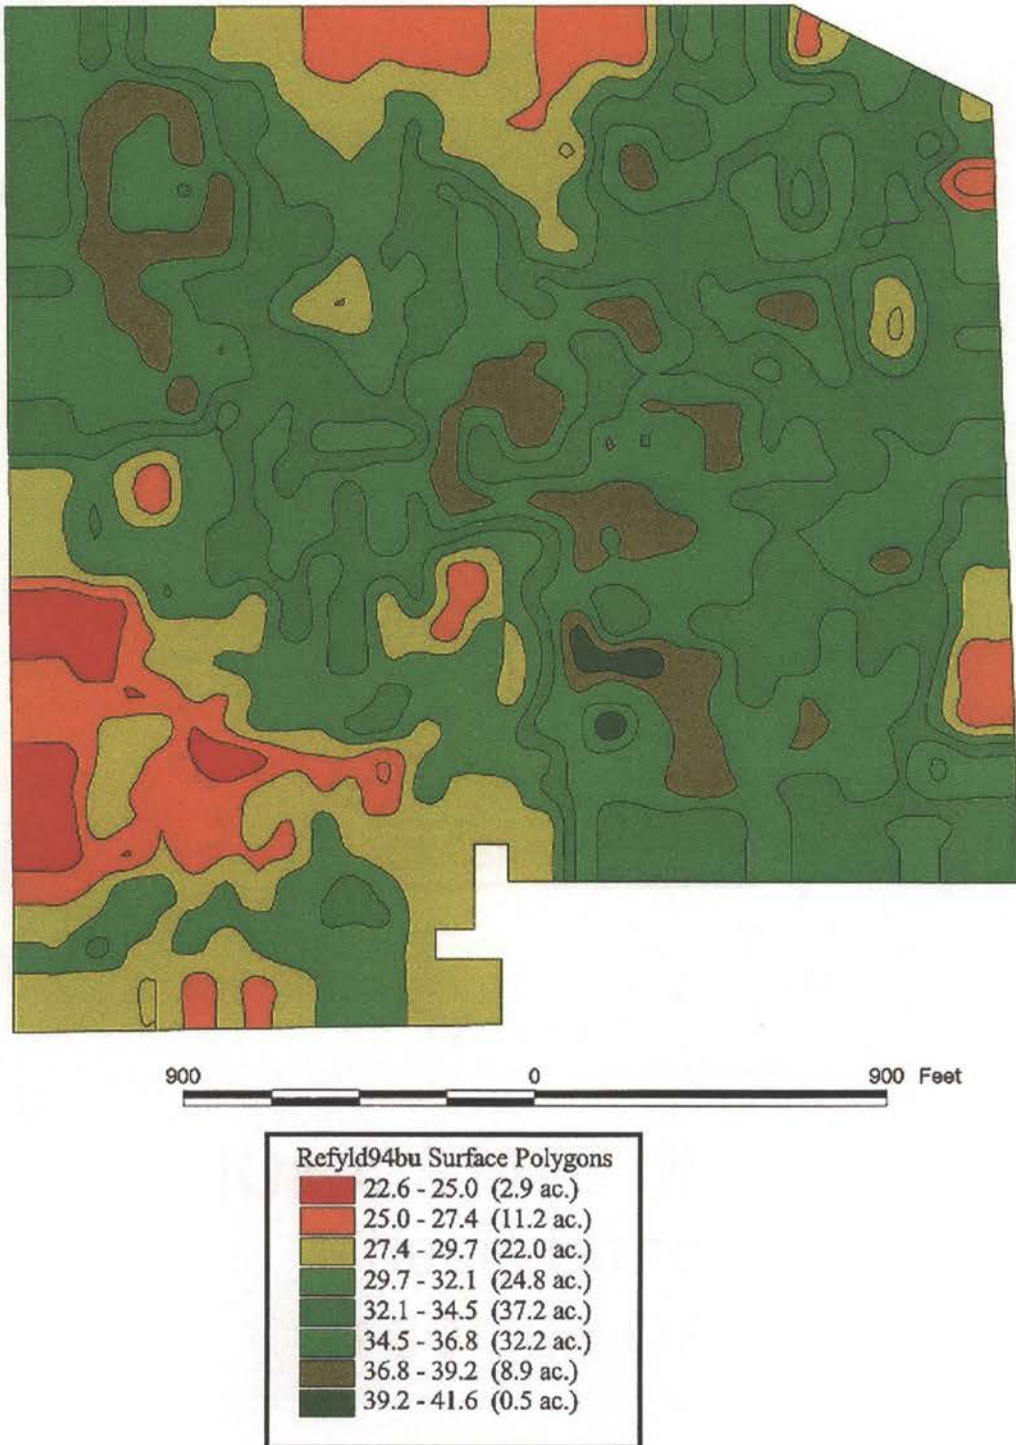 900 0 900 Feet
Refyld94bu Surface Polygons
22.6 - 25.0 (2.9 ac.)
25.0 - 27.4 (11.2 ac.)
27.4 - 29.7 (22.0 ac.)
29.7 - 32.1 (24.8 ac.)
32.1 - 34.5 (37.2 ac.)
34.5 - 36.8 (32.2 ac.)
36.8 - 39.2 (8.9 ac.)
39.2 - 41.6 (0.5 ac.)